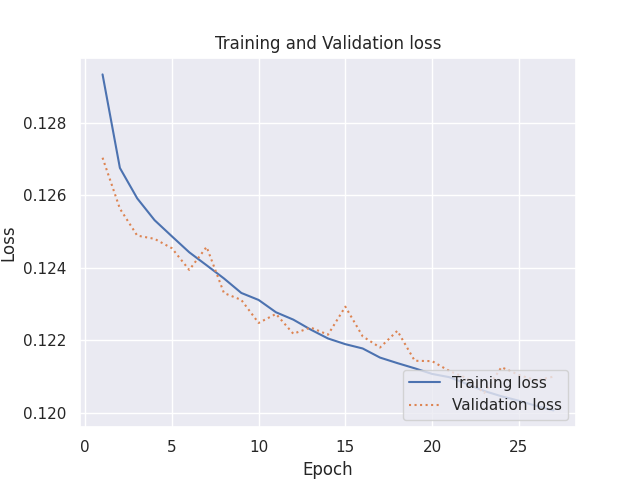 Training and Validation loss
Loss
0.128
0.126
0.124
0.122
0.120
Training loss
Validation loss
0 5 10 15 20 25
Epoch